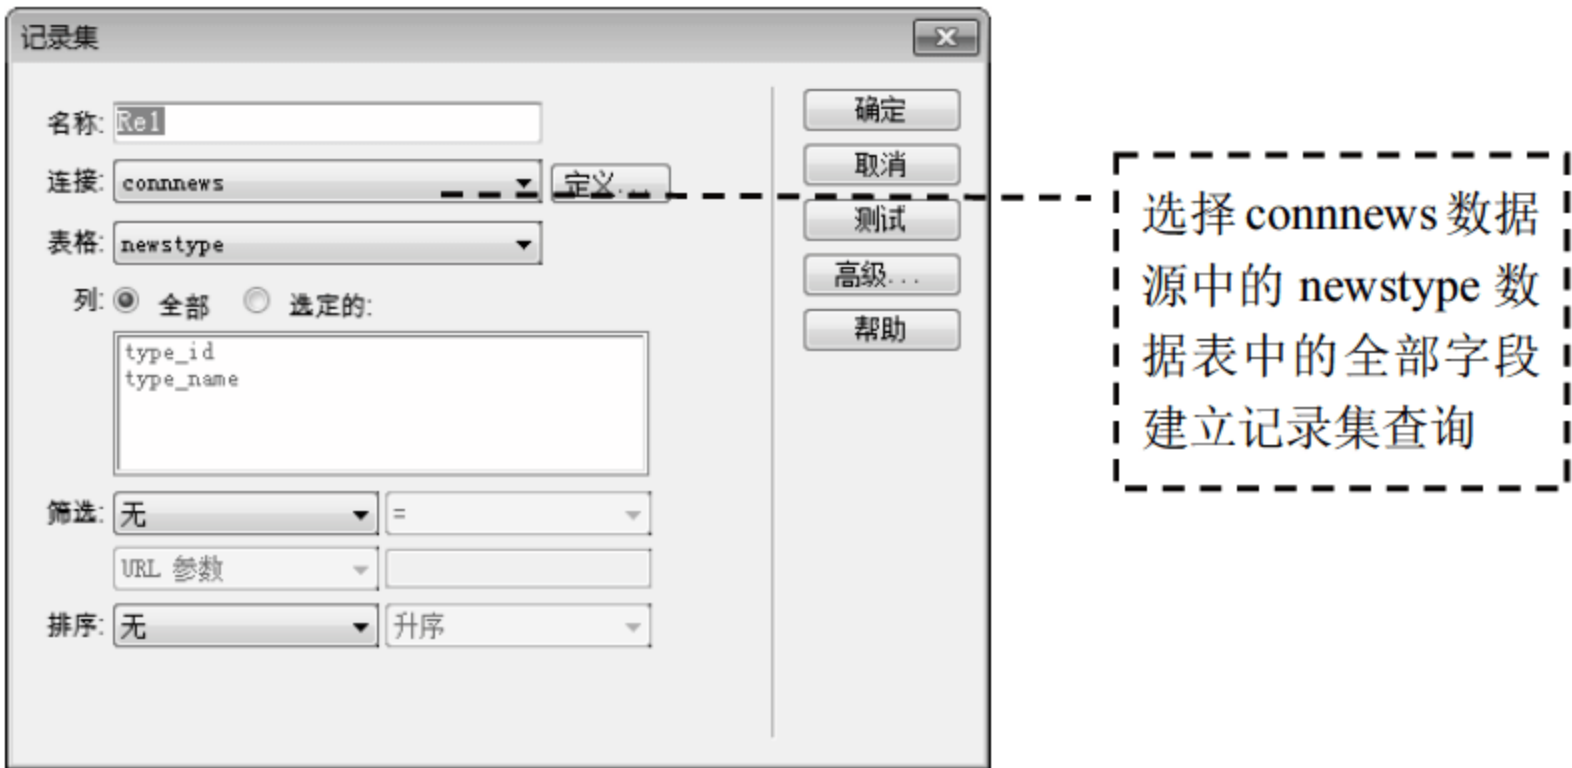 记录集
名称: Re1
连接: connnews 定义...
表格: newstype
列: 全部 选定的:
type_id
type_name
筛选: 无 =
URL 参数
排序: 无 升序
确定
取消
测试
高级...
帮助
选择 connnews 数据
源中的 newstype 数
据表中的全部字段
建立记录集查询